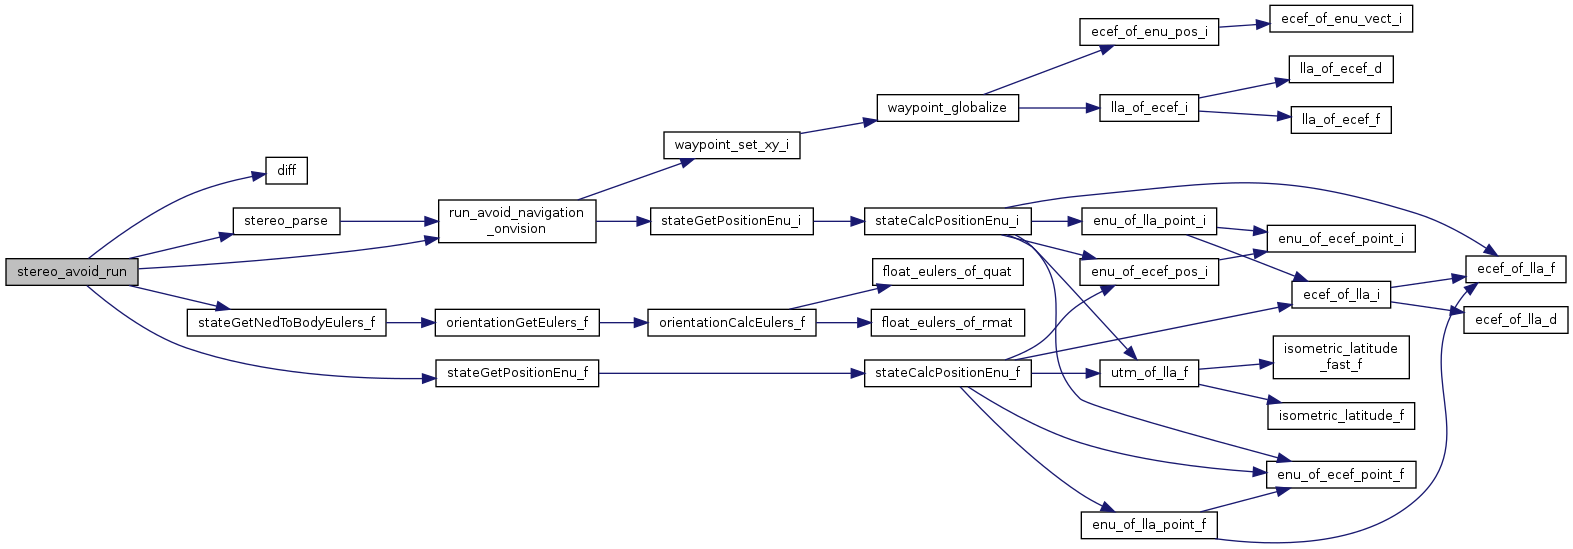 stereo_avoid_run
diff
stereo_parse
stateGetNedToBodyEulers_f
run_avoid_navigation
_onvision
orientationGetEulers_f
stateGetPositionEnu_f
waypoint_set_xy_i
stateGetPositionEnu_i
orientationCalcEulers_f
waypoint_globalize
stateCalcPositionEnu_i
float_eulers_of_quat
float_eulers_of_rmat
stateCalcPositionEnu_f
ecef_of_enu_pos_i
lla_of_ecef_i
enu_of_lla_point_i
enu_of_ecef_pos_i
utm_of_lla_f
enu_of_lla_point_f
ecef_of_enu_vect_i
lla_of_ecef_d
lla_of_ecef_f
enu_of_ecef_point_i
ecef_of_lla_i
isometric_latitude
_fast_f
isometric_latitude_f
enu_of_ecef_point_f
ecef_of_lla_f
ecef_of_lla_d